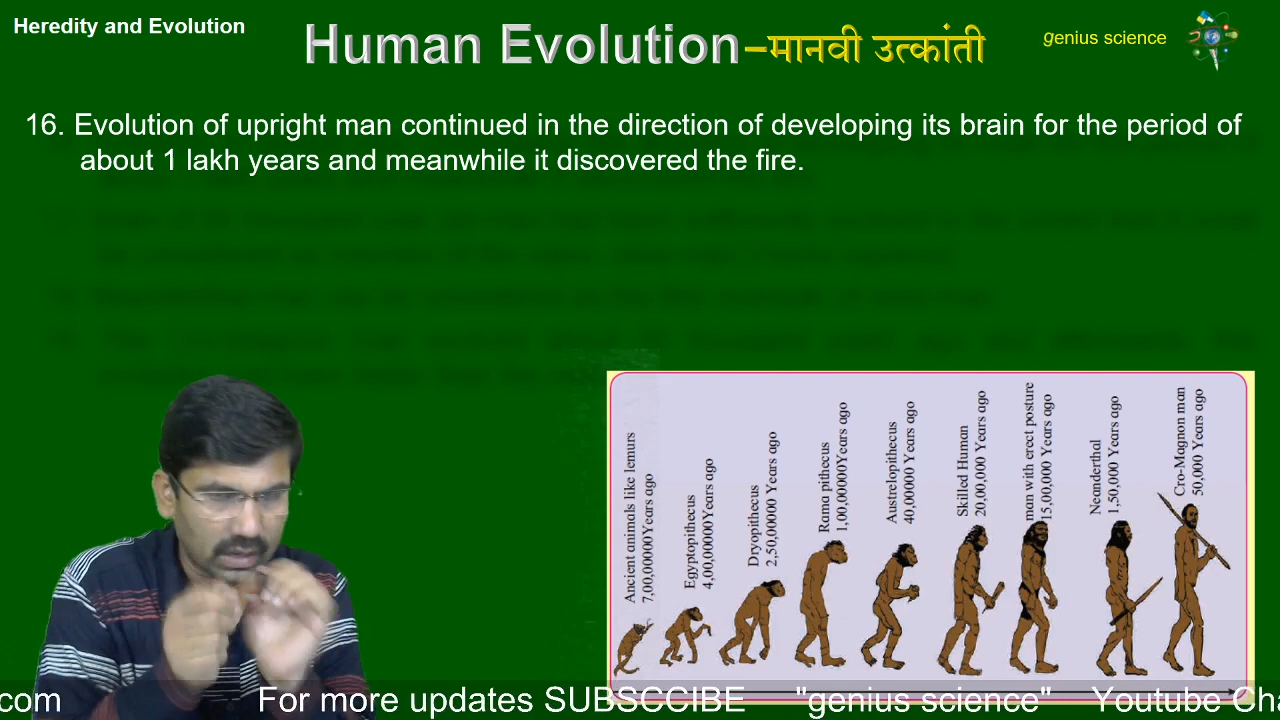 Heredity and Evolution
Human Evolution–मानवी उत्कांती
genius science
16. Evolution of upright man continued in the direction of developing its brain for the period of
about 1 lakh years and meanwhile it discovered the fire.
Ancient animals like lemurs
7,00,00000Years ago
Egyptopithecus
4,00,00000Years ago
Dryopithecus
2,50,00000 Years ago
Rama pithecus
1,00,00000Years ago
Austrelopithecus
40,00000 Years ago
Skilled Human
20,00,000 Years ago
man with erect posture
15,00,000 Years ago
Neanderthal
1,50,000 Years ago
Cro-Magnon man
50,000 Years ago
com For more updates SUBSCCIBE "genius science" Youtube Cha